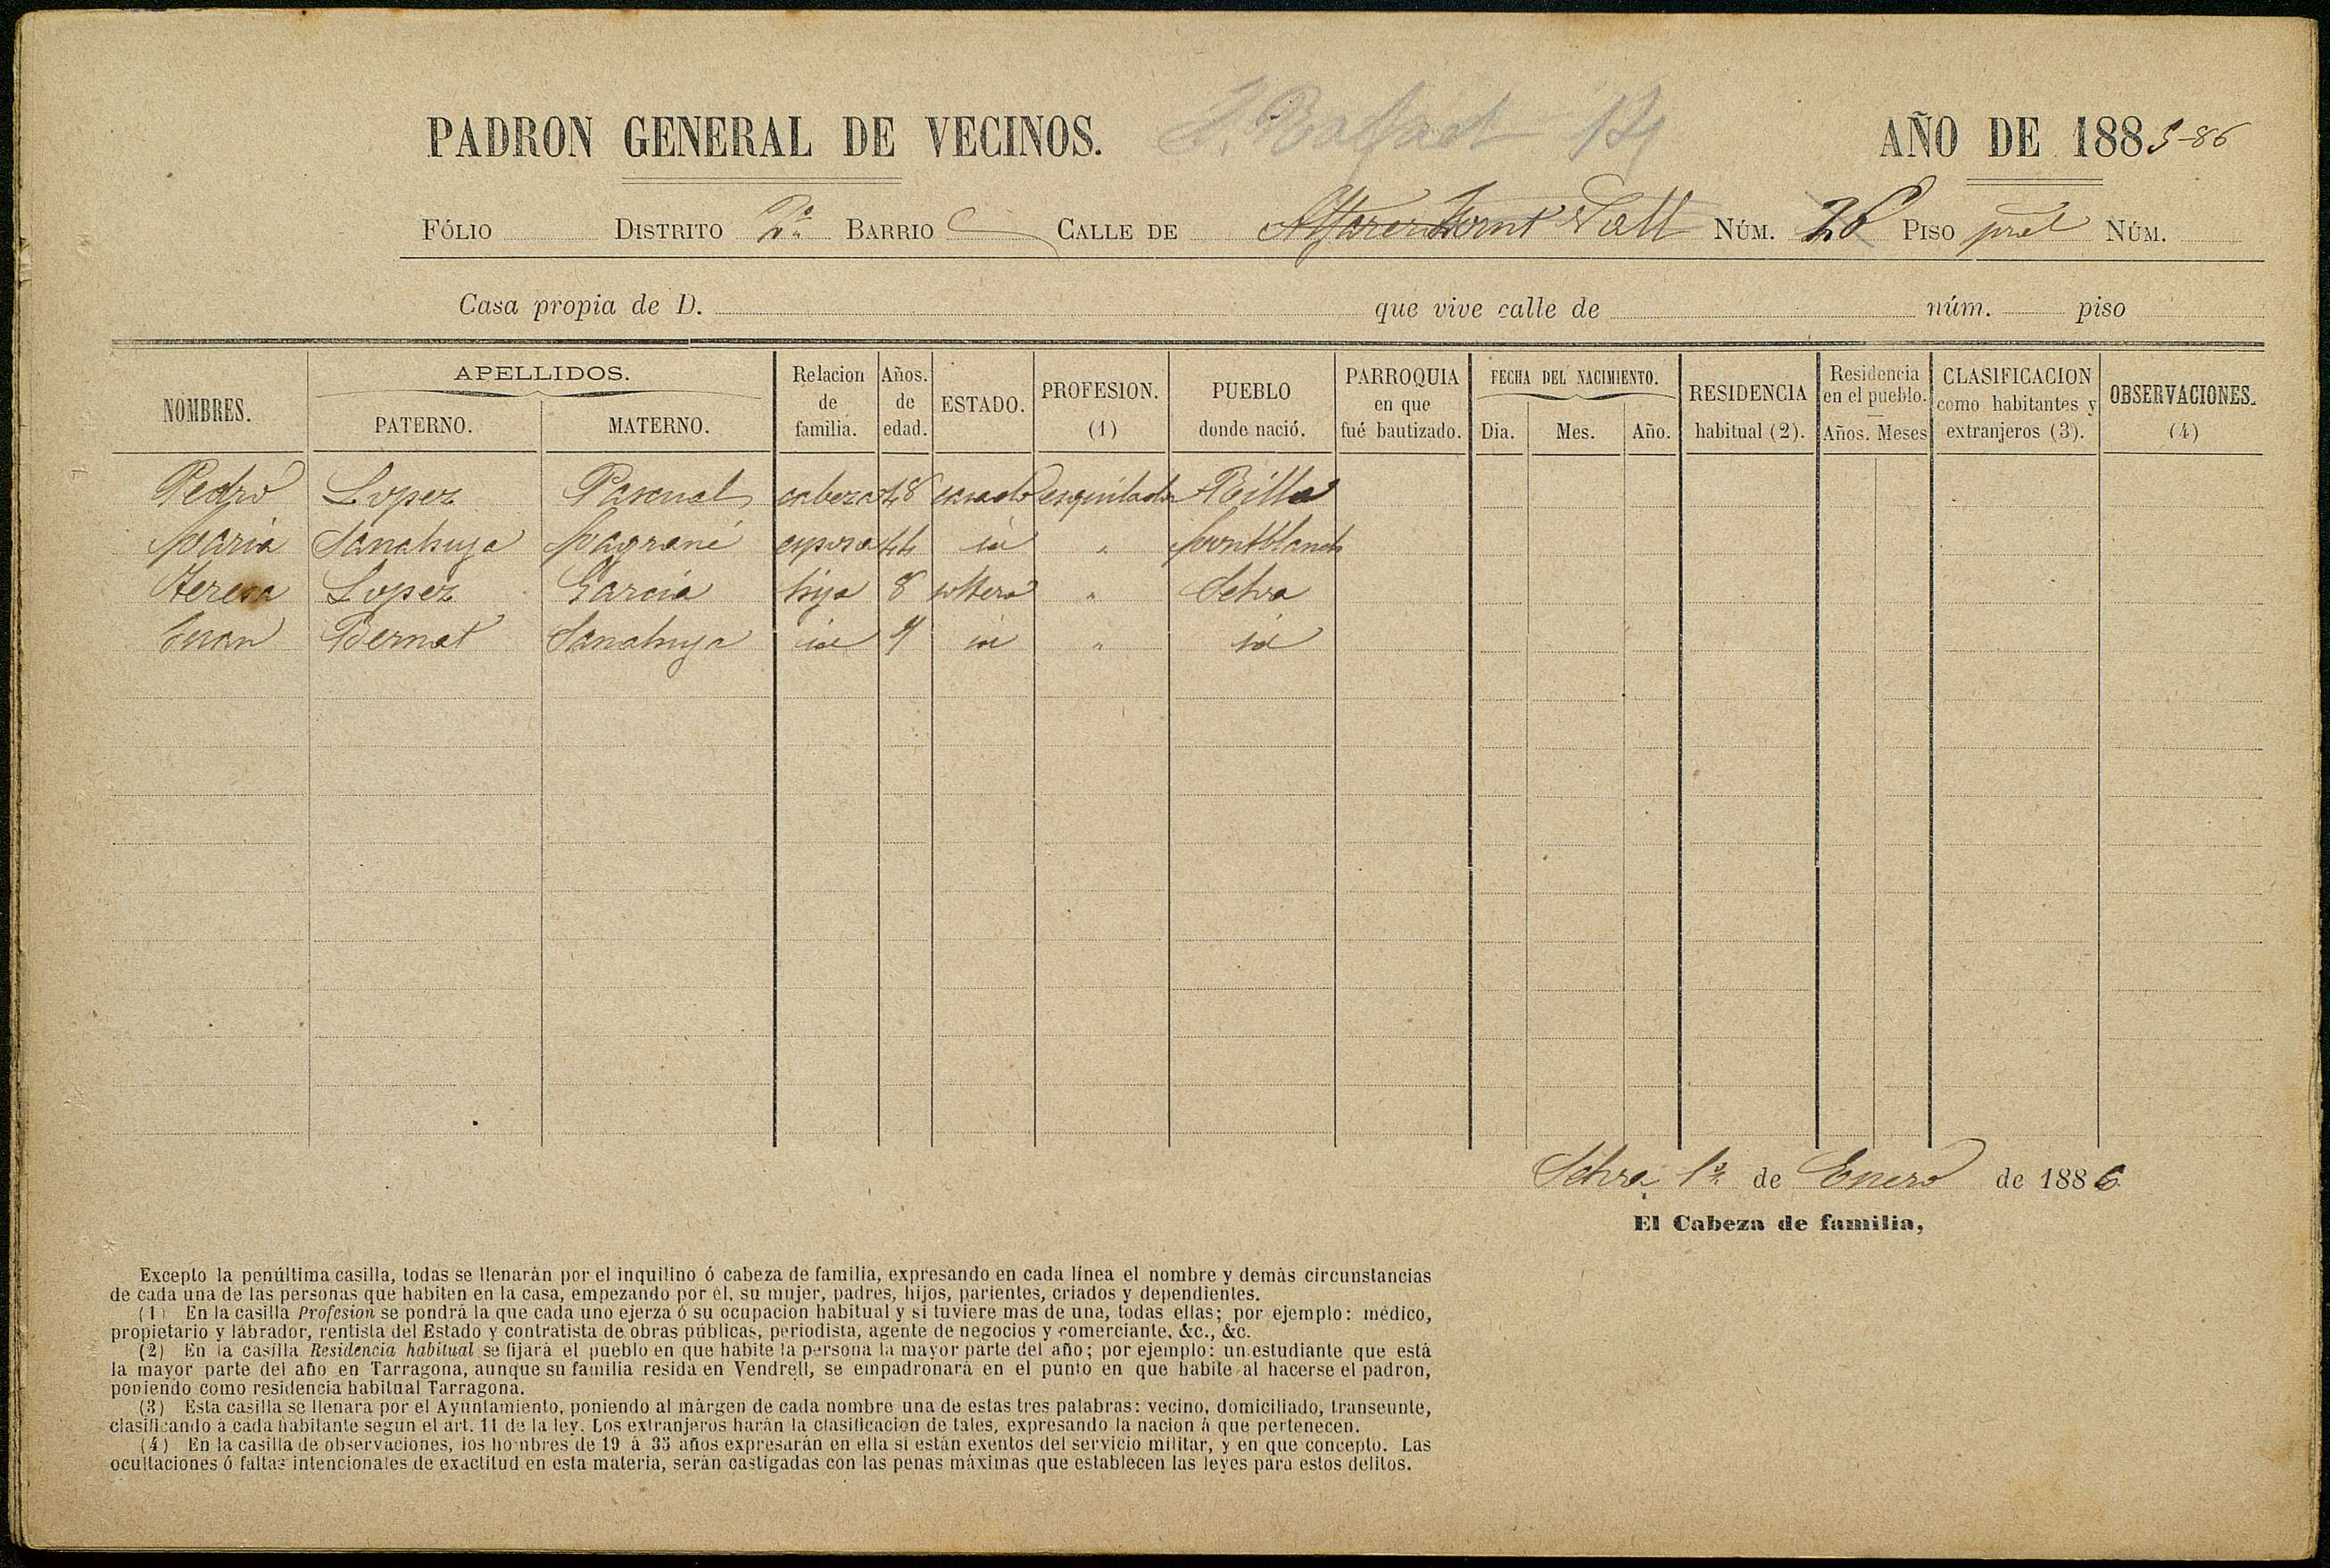 PADRON GENERAL DE VECINOS. AÑO DE 1885-86
FÓLIO DISTRITO 2º BARRIO CALLE DE Vall NÚM. 26 PISO pral NÚM.
Casa propia de D. que vive calle de núm. piso
NOMBRES. APELLIDOS. PATERNO. MATERNO. Relacion de familia. Años. de edad. ESTADO. PROFESION. (1) PUEBLO donde nació. PARROQUIA en que fué bautizado. FECHA DEL NACIMIENTO. Dia. Mes. Año. RESIDENCIA habitual (2). Residencia en el pueblo. — Años. Meses CLASIFICACION como habitantes y extranjeros (3). OBSERVACIONES. (4)
Pedro Lopez Pascual cabeza 48 casado esquilador Rilla
Maria Sanahuja Magrané esposa 44 id " Montblanch
Teresa Lopez Garcia hija 8 soltera " Selva
Juan Bernat Sanahuja id 9 id " id
Selva 1º de Enero de 1886
El Cabeza de familia,
Excepto la penúltima casilla, todas se llenarán por el inquilino ó cabeza de familia, expresando en cada línea el nombre y demás circunstancias
de cada una de las personas que habiten en la casa, empezando por él, su mujer, padres, hijos, parientes, criados y dependientes.
(1) En la casilla Profesion se pondrá la que cada uno ejerza ó su ocupacion habitual y si tuviere mas de una, todas ellas; por ejemplo: médico,
propietario y labrador, rentista del Estado y contratista de obras públicas, periodista, agente de negocios y comerciante, &c., &c.
(2) En la casilla Residencia habitual se fijará el pueblo en que habite la persona la mayor parte del año; por ejemplo: un estudiante que está
la mayor parte del año en Tarragona, aunque su familia resida en Vendrell, se empadronará en el punto en que habite al hacerse el padron,
poniendo como residencia habitual Tarragona.
(3) Esta casilla se llenará por el Ayuntamiento, poniendo al márgen de cada nombre una de estas tres palabras: vecino, domiciliado, transeunte,
clasificando á cada habitante segun el art. 11 de la ley. Los extranjeros harán la clasificacion de tales, expresando la nacion á que pertenecen.
(4) En la casilla de observaciones, los hombres de 19 á 35 años expresarán en ella si están exentos del servicio militar, y en que concepto. Las
ocultaciones ó faltas intencionales de exactitud en esta materia, serán castigadas con las penas máximas que establecen las leyes para estos delitos.